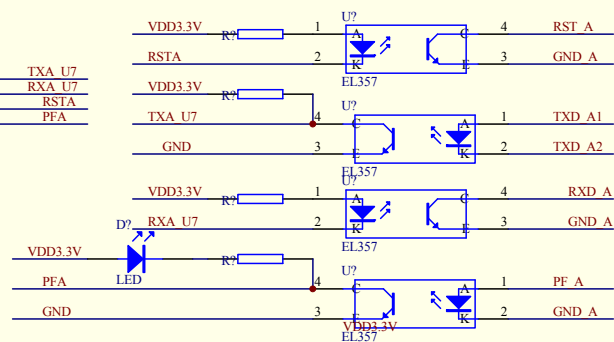 VDD3.3V R? 1 U? A C 4 RST_A
RSTA 2 K E 3 GND_A
EL357
TXA_U7
RXA_U7
RSTA
PFA
VDD3.3V R? U?
TXA_U7 4 C A 1 TXD_A1
GND 3 E K 2 TXD_A2
EL357
VDD3.3V R? 1 U? A C 4 RXD_A
RXA_U7 2 K E 3 GND_A
EL357
D?
VDD3.3V LED R? U?
PFA 4 C A 1 PF_A
GND 3 E K 2 GND_A
VDD3.3V
EL357